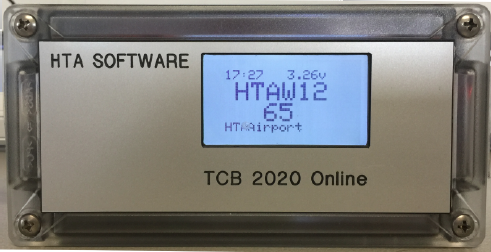 HTA SOFTWARE
17:27 3.26v
HTAW12
65
HTAAirport
TCB 2020 Online